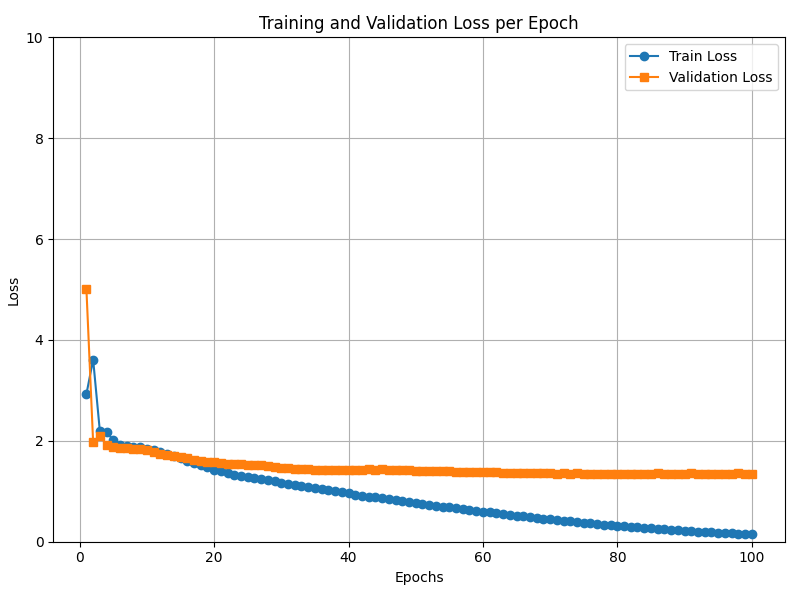 Training and Validation Loss per Epoch
Train Loss
Validation Loss
Loss
10
8
6
4
2
0
0 20 40 60 80 100
Epochs